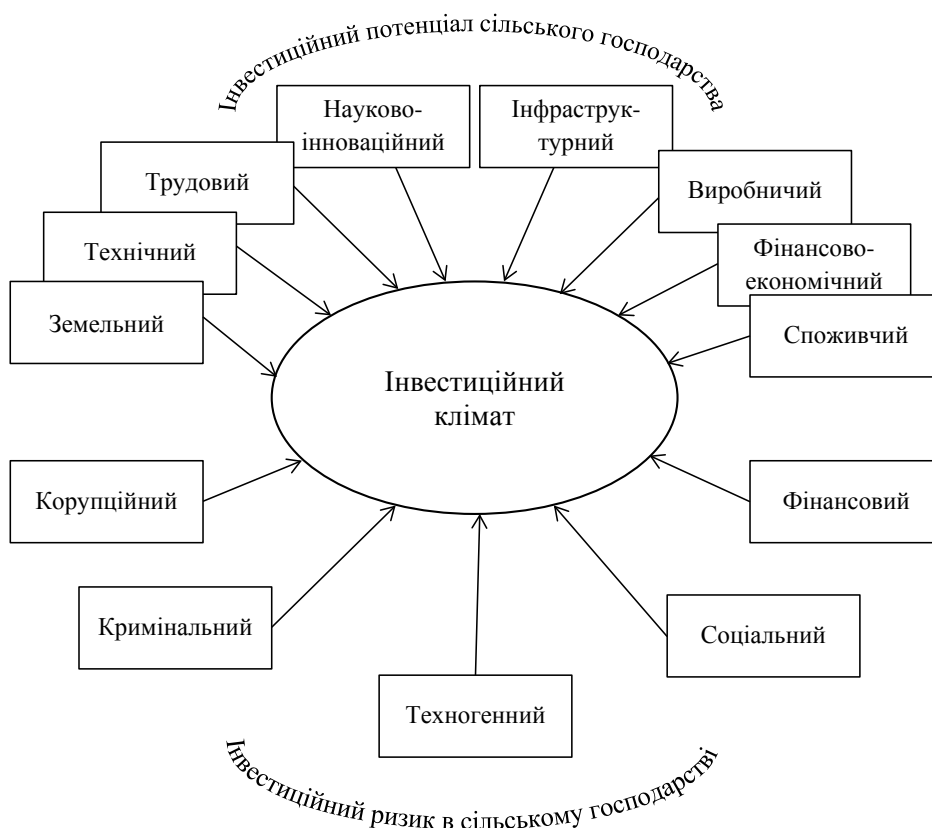 Інвестиційний потенціал сільського господарства
Науково-
інноваційний
Інфраструк-
турний
Трудовий
Виробничий
Технічний
Фінансово-
економічний
Земельний
Споживчий
Інвестиційний
клімат
Корупційний
Фінансовий
Кримінальний
Соціальний
Техногенний
Інвестиційний ризик в сільському господарстві